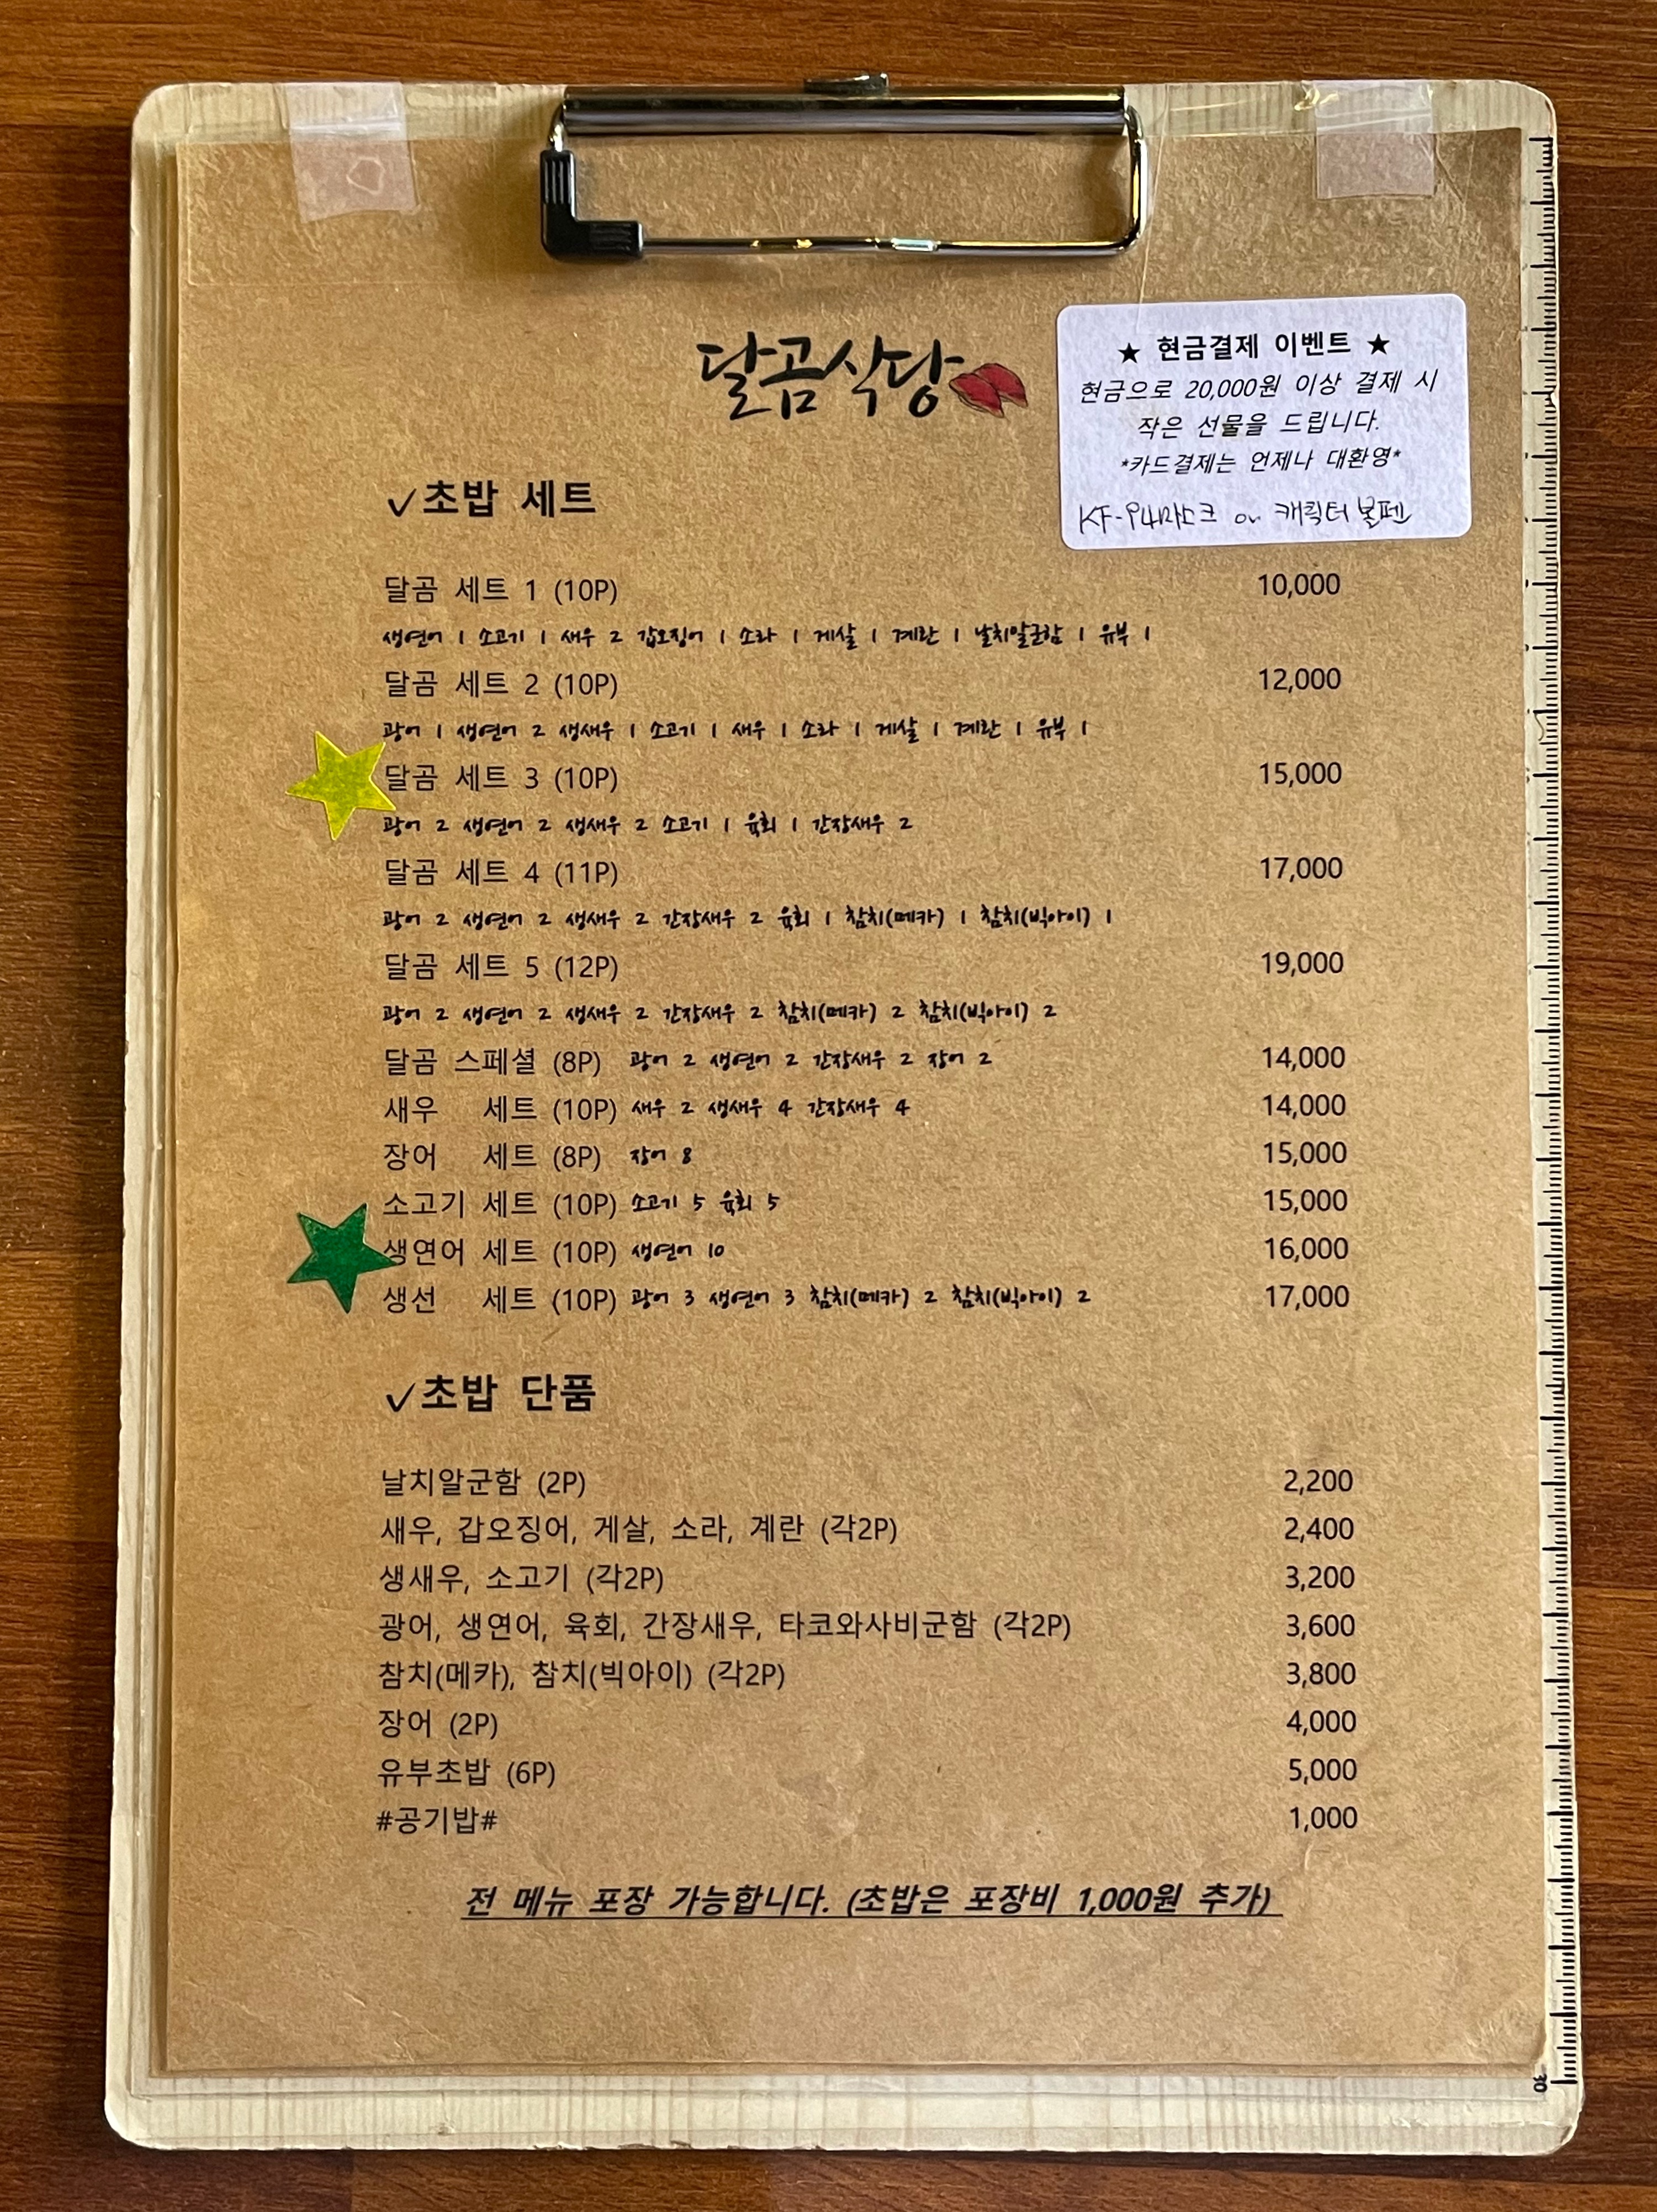 달곰식당
★ 현금결제 이벤트 ★
현금으로 20,000원 이상 결제 시
작은 선물을 드립니다.
*카드결제는 언제나 대환영*
KF-94마스크 or 캐릭터볼펜
✓초밥 세트
달곰 세트 1 (10P) 10,000
생연어 1 소고기 1 새우 2 갑오징어 1 소라 1 게살 1 계란 1 날치알군함 1 유부 1
달곰 세트 2 (10P) 12,000
광어 1 생연어 2 생새우 1 소고기 1 새우 1 소라 1 게살 1 계란 1 유부 1
달곰 세트 3 (10P) 15,000
광어 2 생연어 2 생새우 2 소고기 1 육회 1 간장새우 2
달곰 세트 4 (11P) 17,000
광어 2 생연어 2 생새우 2 간장새우 2 육회 1 참치(메카) 1 참치(빅아이) 1
달곰 세트 5 (12P) 19,000
광어 2 생연어 2 생새우 2 간장새우 2 참치(메카) 2 참치(빅아이) 2
달곰 스페셜 (8P) 광어 2 생연어 2 간장새우 2 장어 2 14,000
새우 세트 (10P) 새우 2 생새우 4 간장새우 4 14,000
장어 세트 (8P) 장어 8 15,000
소고기 세트 (10P) 소고기 5 육회 5 15,000
생연어 세트 (10P) 생연어 10 16,000
생선 세트 (10P) 광어 3 생연어 3 참치(메카) 2 참치(빅아이) 2 17,000
✓초밥 단품
날치알군함 (2P) 2,200
새우, 갑오징어, 게살, 소라, 계란 (각2P) 2,400
생새우, 소고기 (각2P) 3,200
광어, 생연어, 육회, 간장새우, 타코와사비군함 (각2P) 3,600
참치(메카), 참치(빅아이) (각2P) 3,800
장어 (2P) 4,000
유부초밥 (6P) 5,000
#공기밥# 1,000
전 메뉴 포장 가능합니다. (초밥은 포장비 1,000원 추가)
30